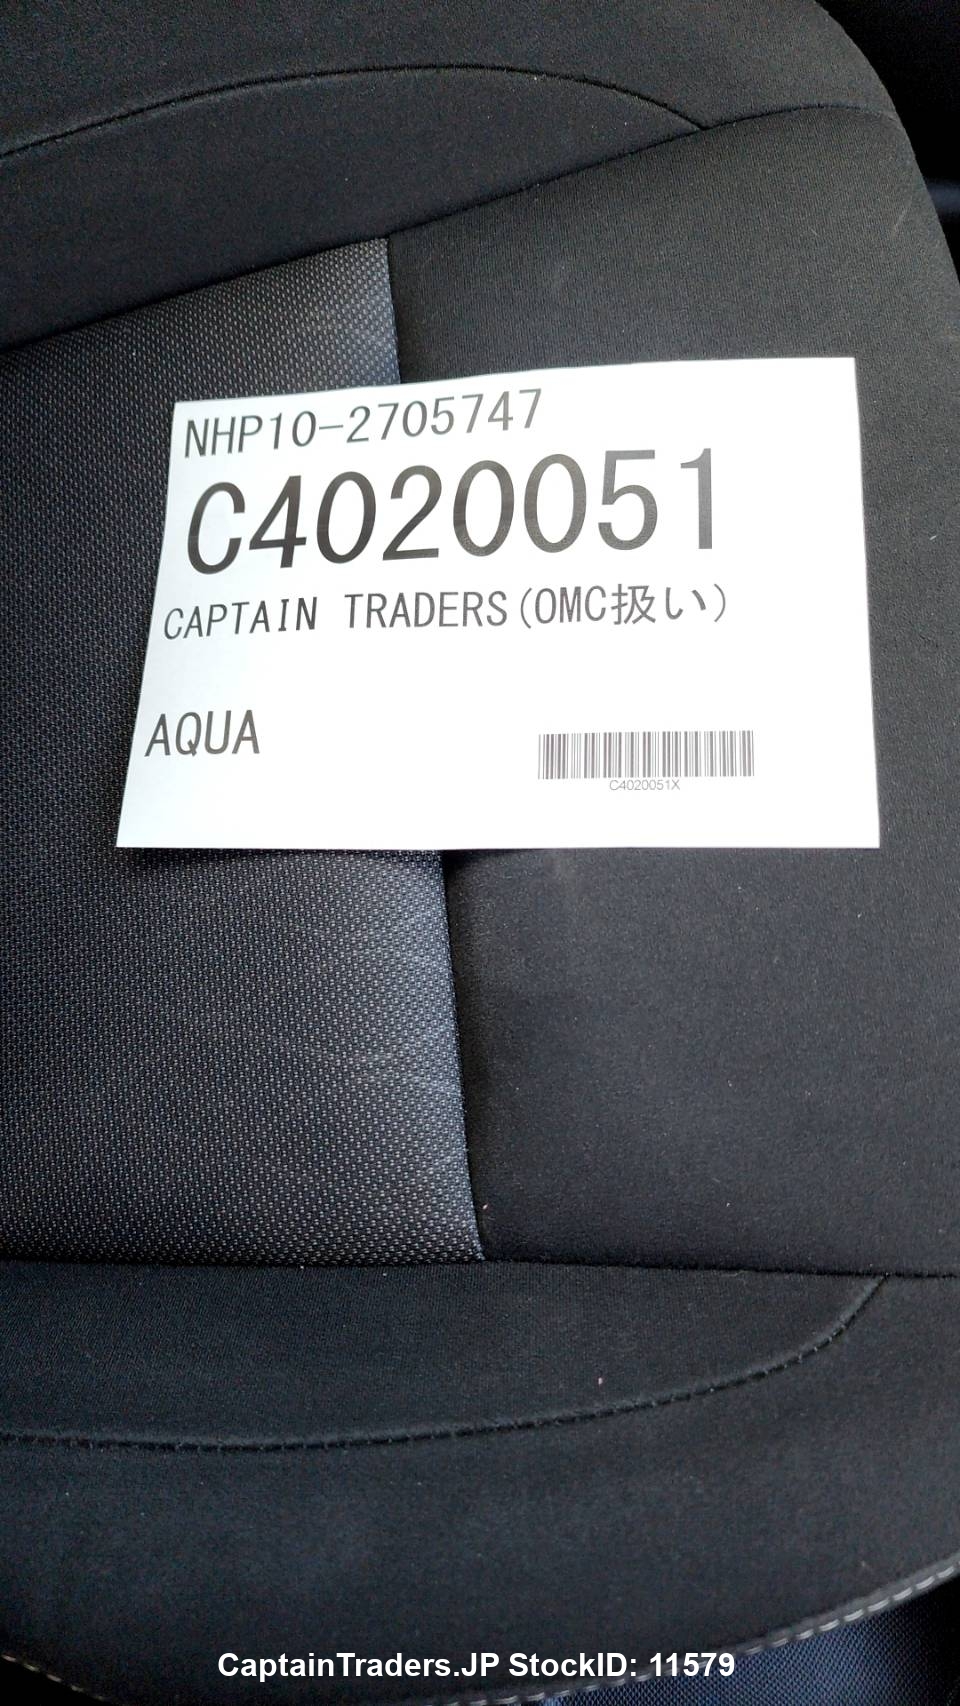 NHP10-2705747
C4020051
CAPTAIN TRADERS(OMC扱い)
AQUA
C4020051X
CaptainTraders.JP StockID: 11579